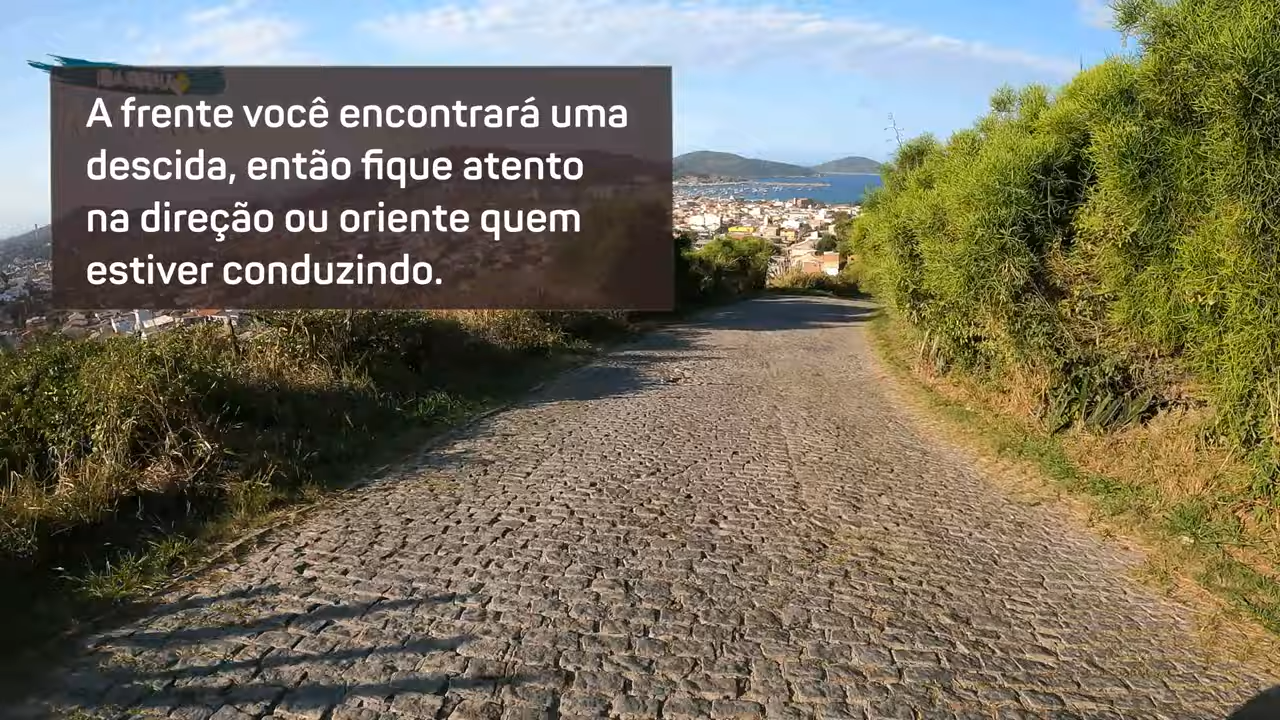 A frente você encontrará uma
descida, então fique atento
na direção ou oriente quem
estiver conduzindo.